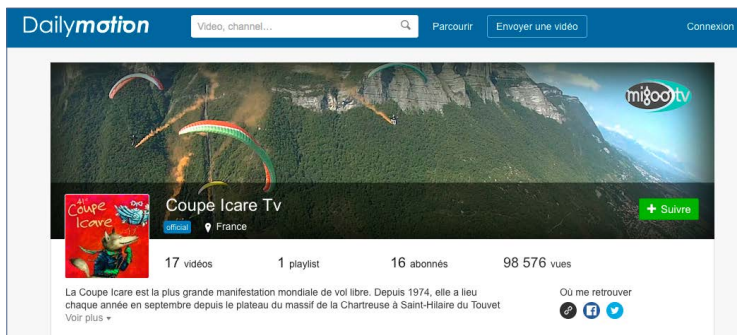 Dailymotion
Video, channel...
Parcourir
Envoyer une vidéo
Connexion
migoo tv
41e
Coupe
Icare
Coupe Icare Tv
official
France
+ Suivre
17 vidéos
1 playlist
16 abonnés
98 576 vues
La Coupe Icare est la plus grande manifestation mondiale de vol libre. Depuis 1974, elle a lieu
chaque année en septembre depuis le plateau du massif de la Chartreuse à Saint-Hilaire du Touvet
Voir plus
Où me retrouver